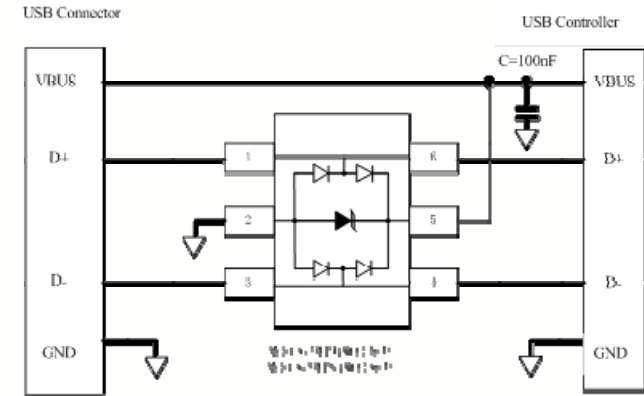 USB Connector
USB Controller
C=100nF
VBUS
VBUS
D+
1
6
D+
2
5
D-
3
4
D-
GND
GND